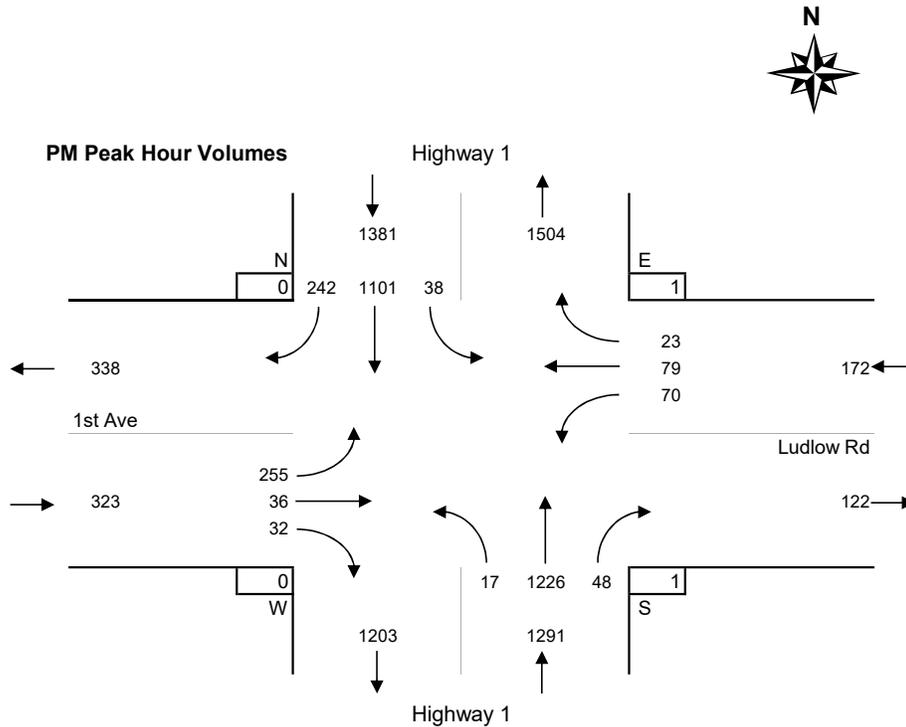 N
PM Peak Hour Volumes Highway 1
1381 1504
N E
0 242 1101 38 1
23
338 79 172
70
1st Ave
Ludlow Rd
255
323 36 122
32
0 17 1226 48 1
W S
1203 1291
Highway 1